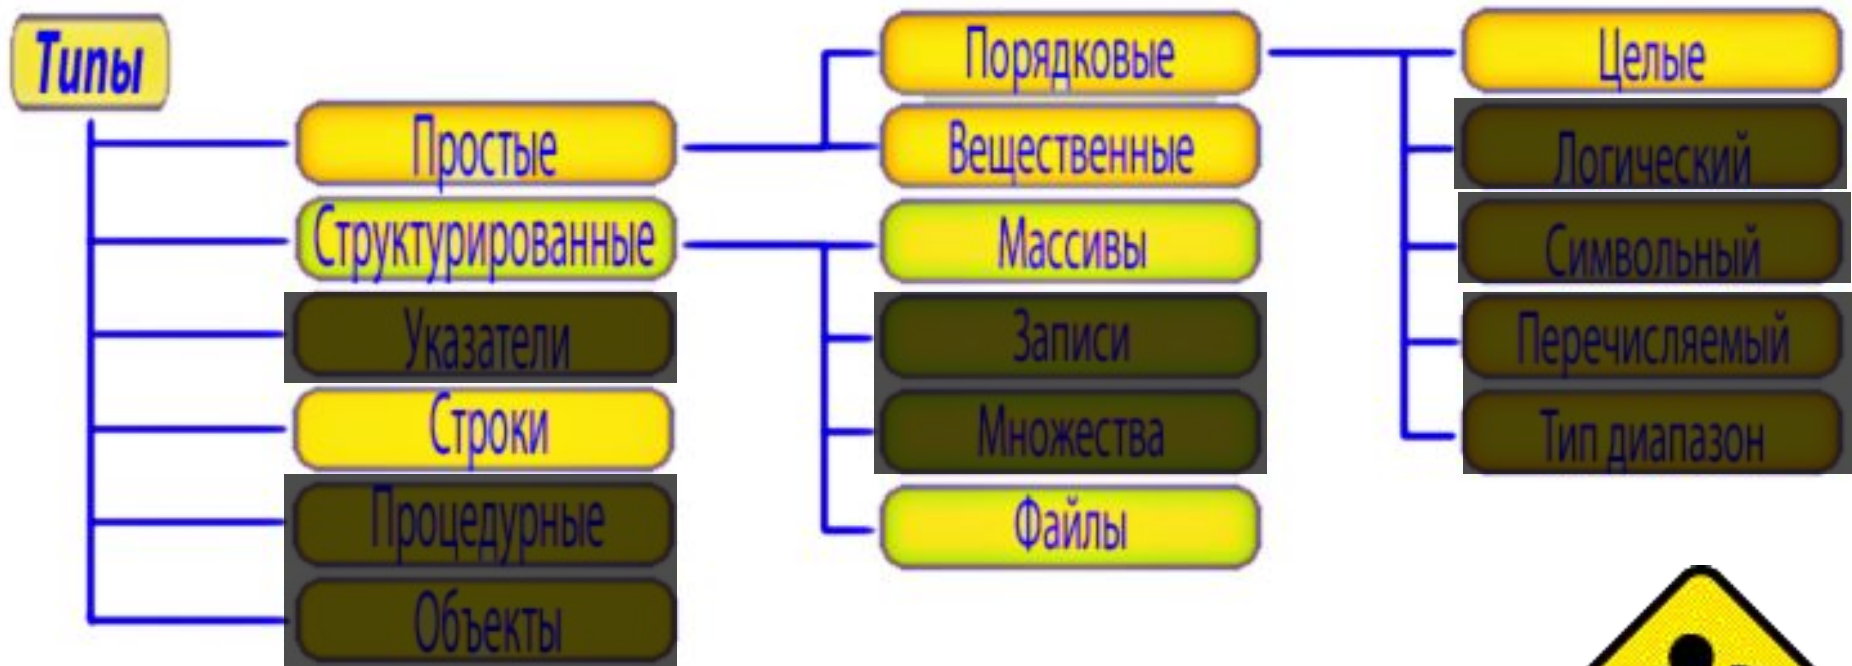 Типы
Простые
Структурированные
Указатели
Строки
Процедурные
Объекты
Порядковые
Вещественные
Массивы
Записи
Множества
Файлы
Целые
Логический
Символьный
Перечисляемый
Тип диапазон